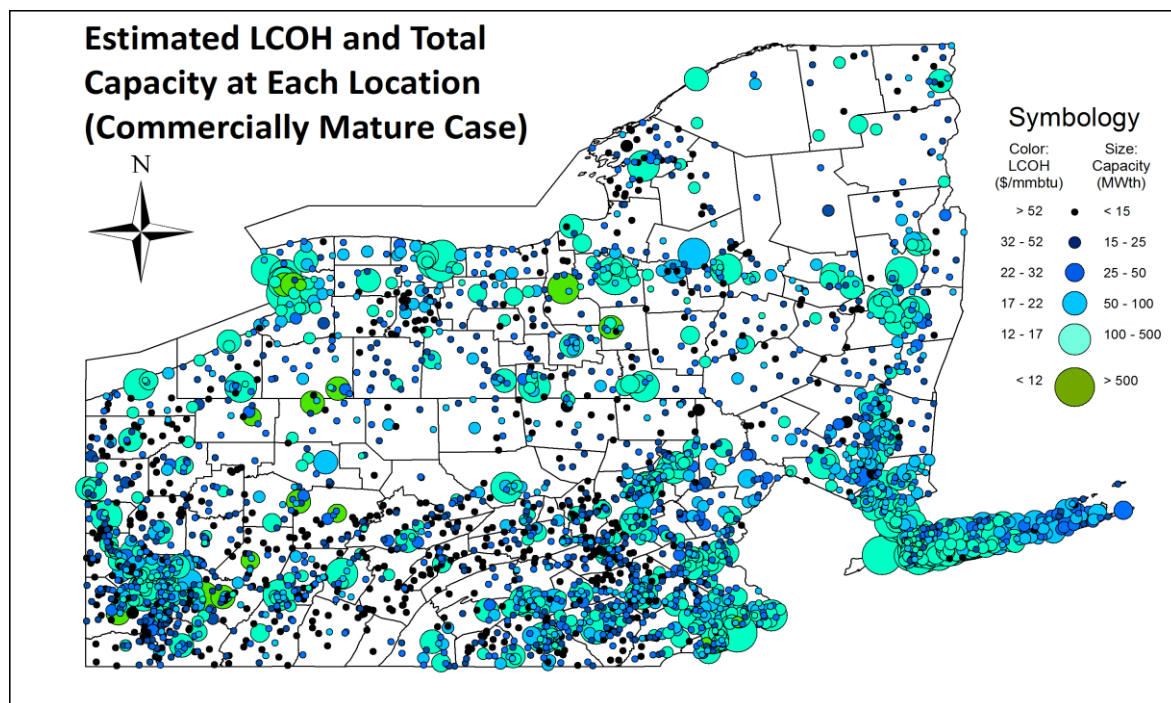 Estimated LCOH and Total
Capacity at Each Location
(Commercially Mature Case)
N
Symbology
Color: Size:
LCOH Capacity
($/mmbtu) (MWth)
> 52 < 15
32 - 52 15 - 25
22 - 32 25 - 50
17 - 22 50 - 100
12 - 17 100 - 500
< 12 > 500